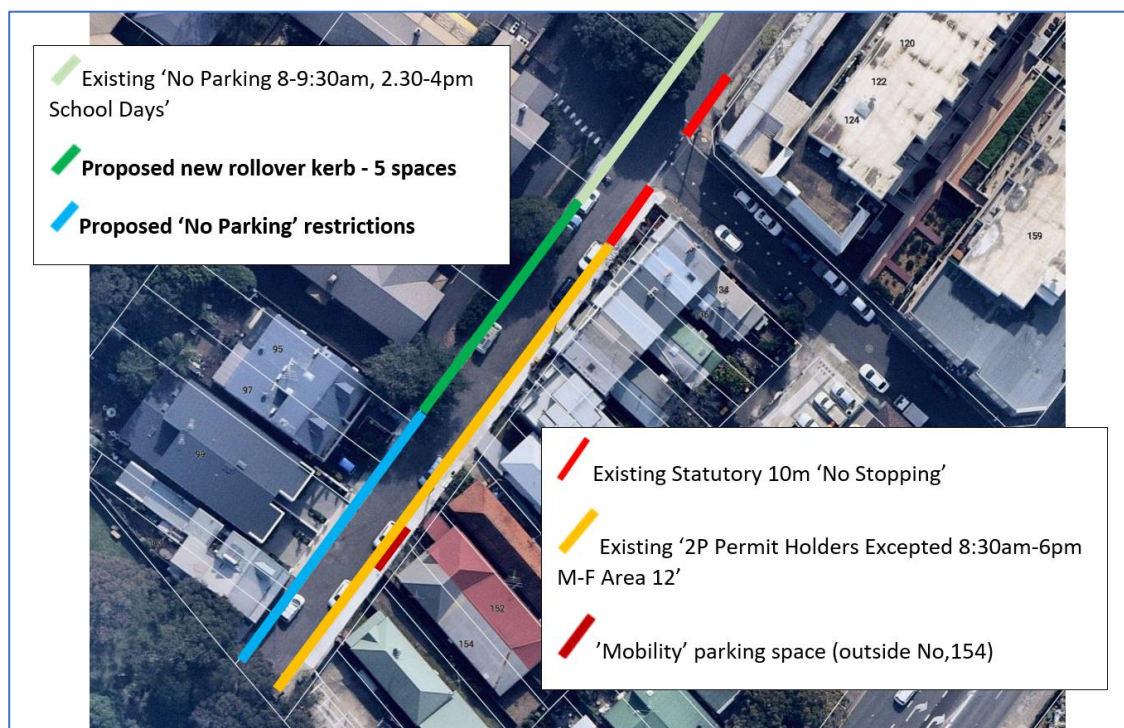 Existing ‘No Parking 8-9:30am, 2.30-4pm
School Days’
Proposed new rollover kerb - 5 spaces
Proposed ‘No Parking’ restrictions
120
122
124
159
134
95
97
99
152
154
Existing Statutory 10m ‘No Stopping’
Existing ‘2P Permit Holders Excepted 8:30am-6pm
M-F Area 12’
’Mobility’ parking space (outside No,154)